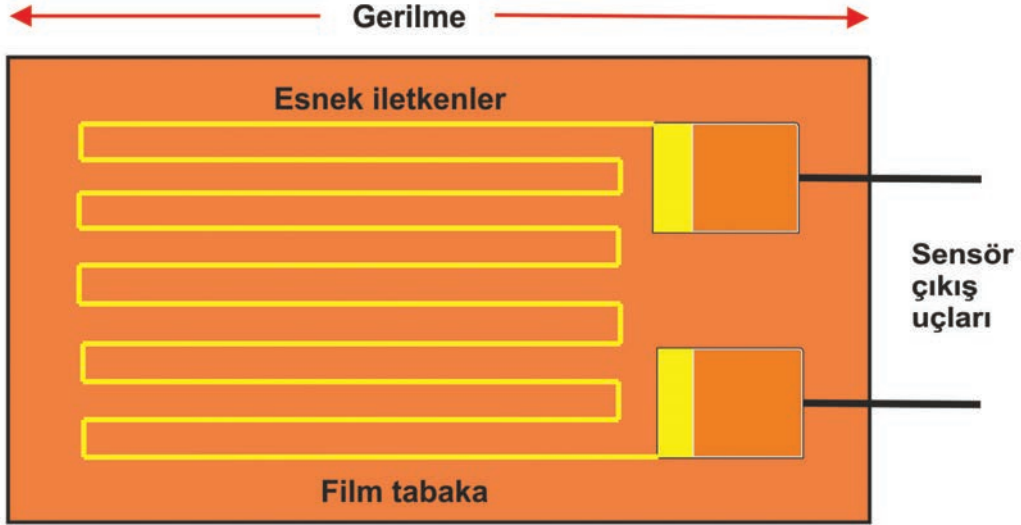 Gerilme
Esnek iletkenler
Sensör
çıkış
uçları
Film tabaka